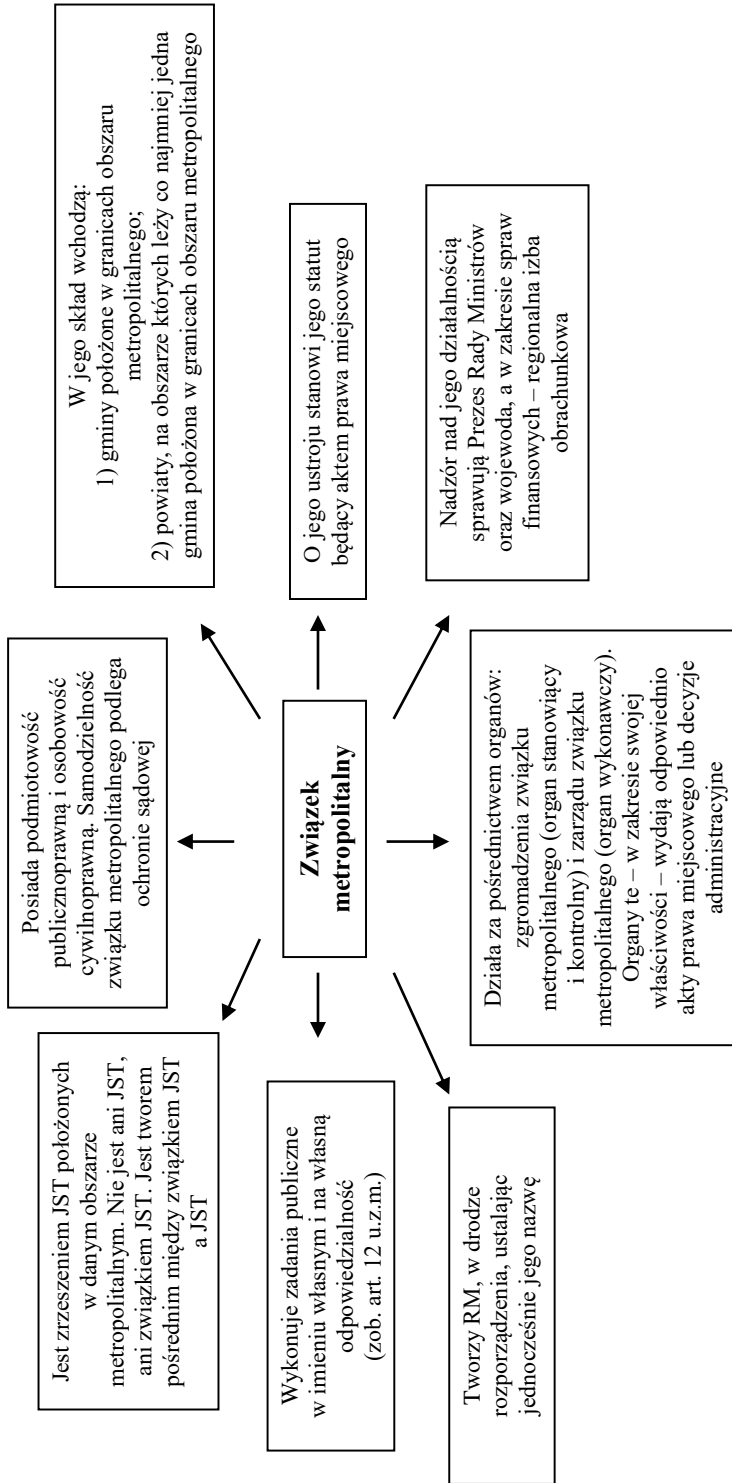 Jest zrzeszeniem JST położonych
w danym obszarze
metropolitalnym. Nie jest ani JST,
ani związkiem JST. Jest tworem
pośrednim między związkiem JST
a JST
Posiada podmiotowość
publicznoprawną i osobowość
cywilnoprawną. Samodzielność
związku metropolitalnego podlega
ochronie sądowej
W jego skład wchodzą:
1) gminy położone w granicach obszaru
metropolitalnego;
2) powiaty, na obszarze których leży co najmniej jedna
gmina położona w granicach obszaru metropolitalnego
Wykonuje zadania publiczne
w imieniu własnym i na własną
odpowiedzialność
(zob. art. 12 u.z.m.)
Związek
metropolitalny
O jego ustroju stanowi jego statut
będący aktem prawa miejscowego
Tworzy RM, w drodze
rozporządzenia, ustalając
jednocześnie jego nazwę
Działa za pośrednictwem organów:
zgromadzenia związku
metropolitalnego (organ stanowiący
i kontrolny) i zarządu związku
metropolitalnego (organ wykonawczy).
Organy te – w zakresie swojej
właściwości – wydają odpowiednio
akty prawa miejscowego lub decyzje
administracyjne
Nadzór nad jego działalnością
sprawują Prezes Rady Ministrów
oraz wojewoda, a w zakresie spraw
finansowych – regionalna izba
obrachunkowa